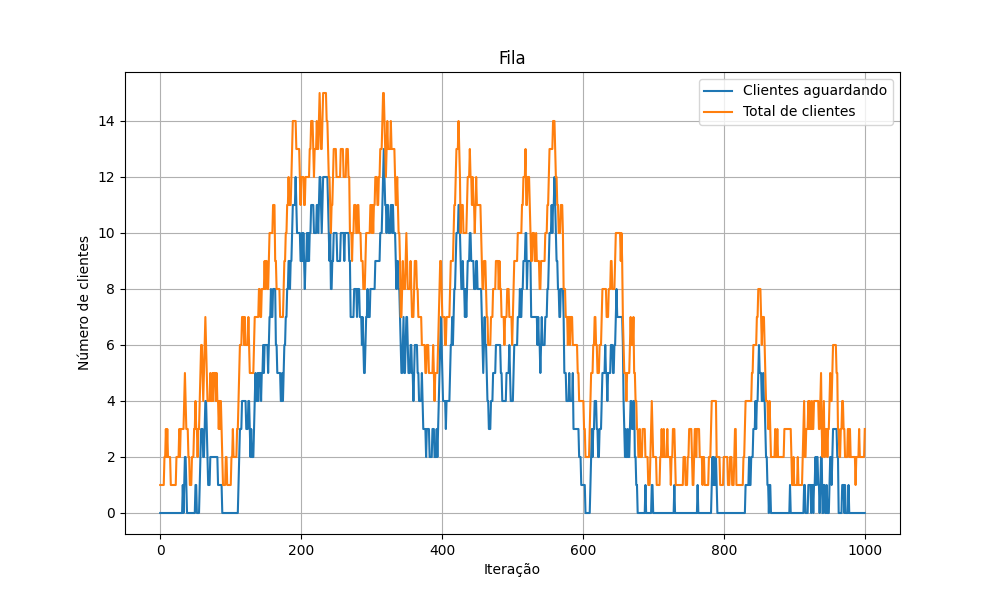 Fila
Clientes aguardando
Total de clientes
Número de clientes
14
12
10
8
6
4
2
0
0 200 400 600 800 1000
Iteração